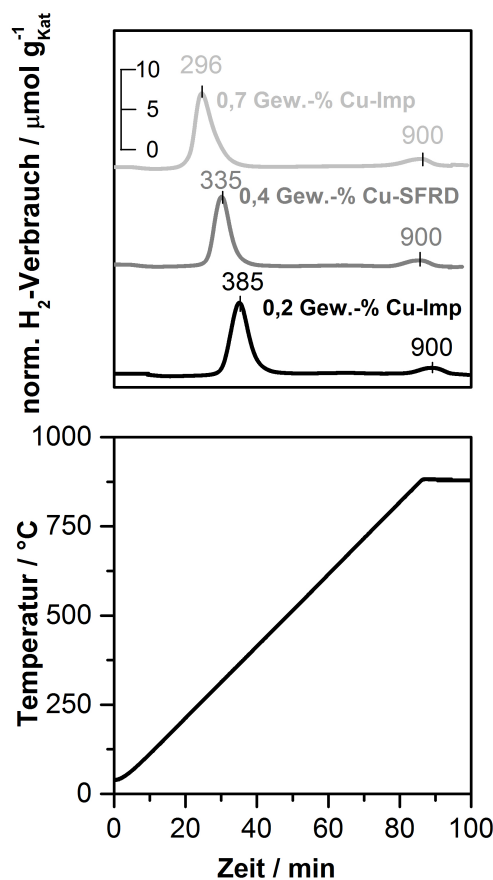 norm. H2-Verbrauch / µmol g-1Kat
10
5
0
296
0,7 Gew.-% Cu-Imp
900
335
0,4 Gew.-% Cu-SFRD
900
385
0,2 Gew.-% Cu-Imp
900
Temperatur / °C
1000
750
500
250
0
0 20 40 60 80 100
Zeit / min